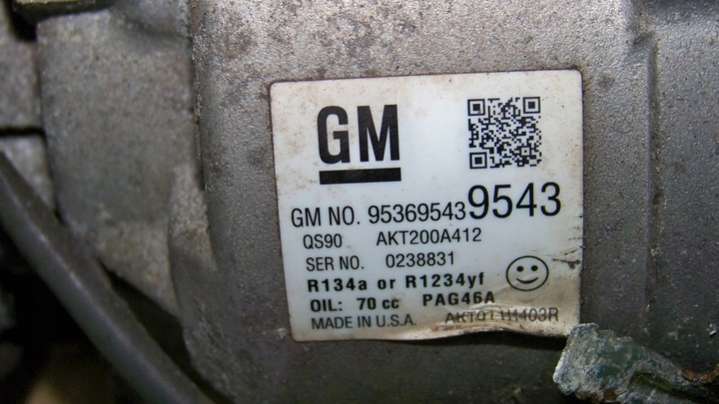 GM
GM NO. 95369543 9543
QS90 AKT200A412
SER NO. 0238831
R134a or R1234yf
OIL: 70 cc PAG46A
MADE IN U.S.A.